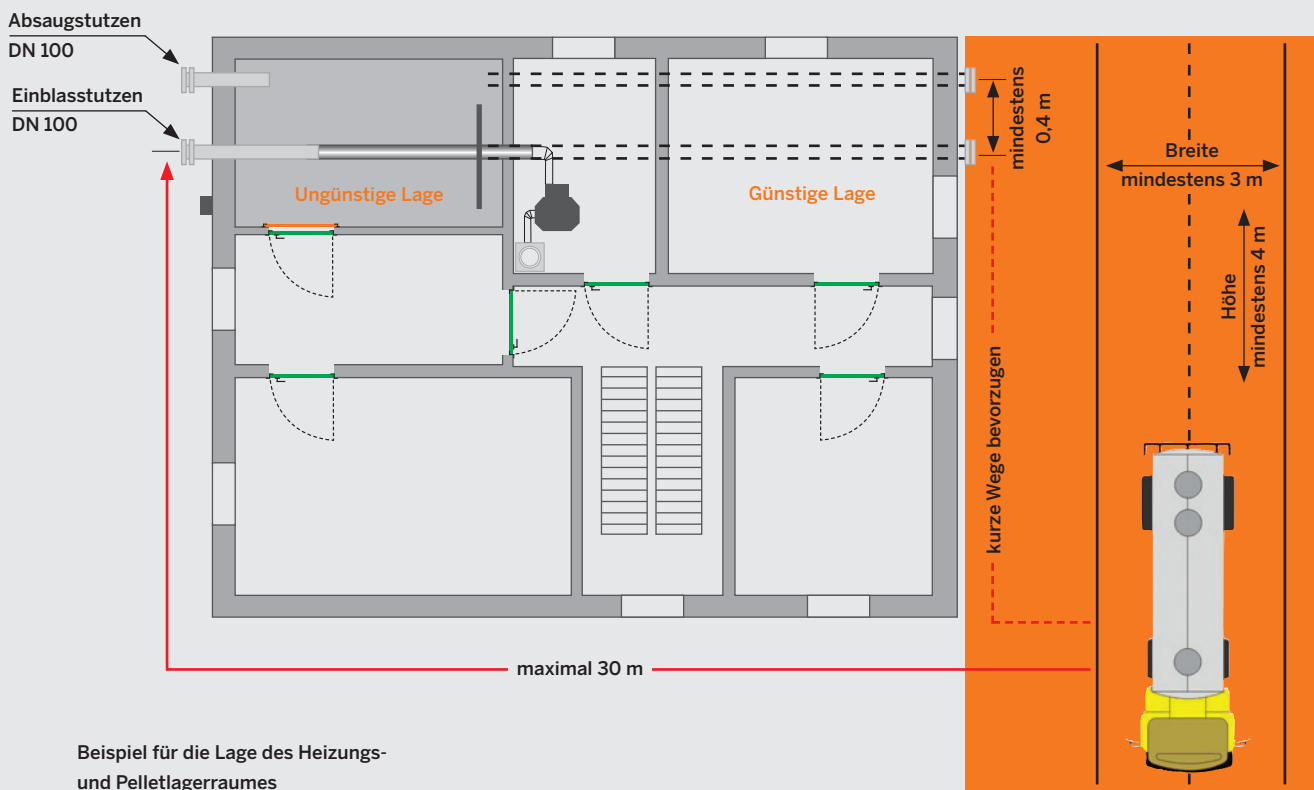 Absaugstutzen
DN 100
Einblasstutzen
DN 100
Ungünstige Lage
Günstige Lage
mindestens
0,4 m
Breite
mindestens 3 m
Höhe
mindestens 4 m
kurze Wege bevorzugen
maximal 30 m
Beispiel für die Lage des Heizungs-
und Pelletlagerraumes